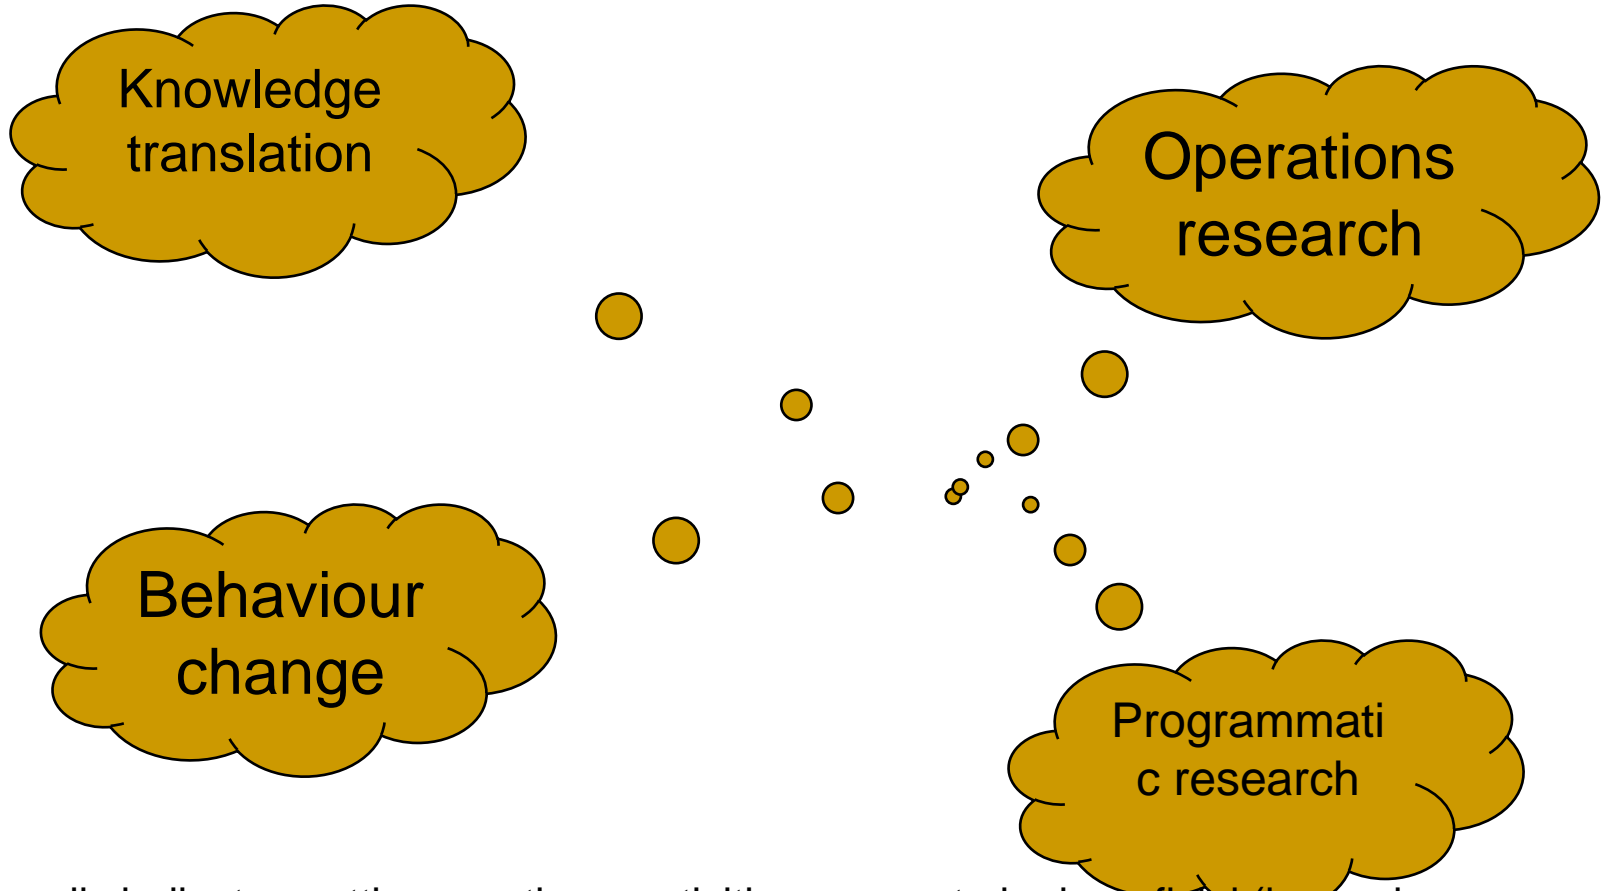 Knowledge
translation
Operations
research
Behaviour
change
Programmati
c research